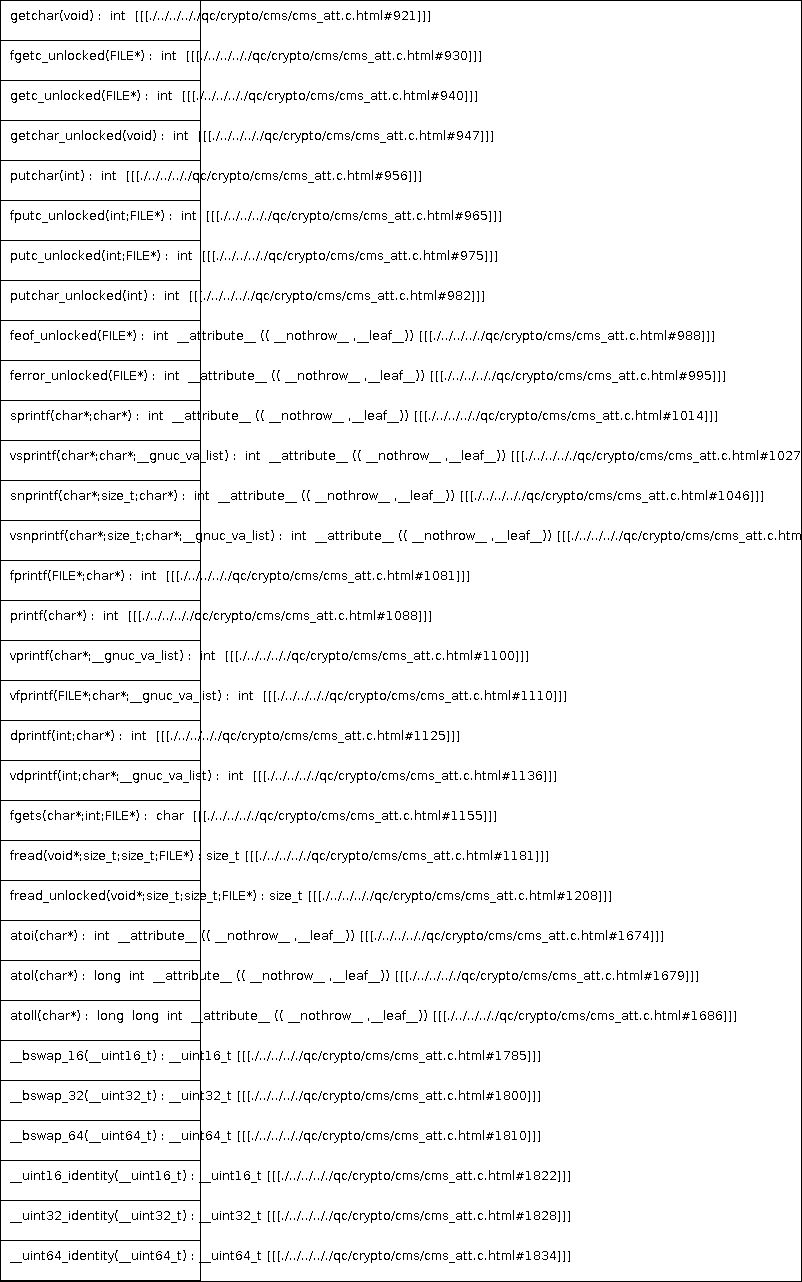 getchar(void) : int [[[./../../././qc/crypto/cms/cms_att.c.html#921]]]
fgetc_unlocked(FILE*) : int [[[./../../././qc/crypto/cms/cms_att.c.html#930]]]
getc_unlocked(FILE*) : int [[[./../../././qc/crypto/cms/cms_att.c.html#940]]]
getchar_unlocked(void) : int [[[./../../././qc/crypto/cms/cms_att.c.html#947]]]
putchar(int) : int [[[./../../././qc/crypto/cms/cms_att.c.html#956]]]
fputc_unlocked(int;FILE*) : int [[[./../../././qc/crypto/cms/cms_att.c.html#965]]]
putc_unlocked(int;FILE*) : int [[[./../../././qc/crypto/cms/cms_att.c.html#975]]]
putchar_unlocked(int) : int [[[./../../././qc/crypto/cms/cms_att.c.html#982]]]
feof_unlocked(FILE*) : int __attribute__ (( __nothrow__ ,__leaf__)) [[[./../../././qc/crypto/cms/cms_att.c.html#988]]]
ferror_unlocked(FILE*) : int __attribute__ (( __nothrow__ ,__leaf__)) [[[./../../././qc/crypto/cms/cms_att.c.html#995]]]
sprintf(char*;char*) : int __attribute__ (( __nothrow__ ,__leaf__)) [[[./../../././qc/crypto/cms/cms_att.c.html#1014]]]
vsprintf(char*;char*;__gnuc_va_list) : int __attribute__ (( __nothrow__ ,__leaf__)) [[[./../../././qc/crypto/cms/cms_att.c.html#1027
snprintf(char*;size_t;char*) : int __attribute__ (( __nothrow__ ,__leaf__)) [[[./../../././qc/crypto/cms/cms_att.c.html#1046]]]
vsnprintf(char*;size_t;char*;__gnuc_va_list) : int __attribute__ (( __nothrow__ ,__leaf__)) [[[./../../././qc/crypto/cms/cms_att.c.htm
fprintf(FILE*;char*) : int [[[./../../././qc/crypto/cms/cms_att.c.html#1081]]]
printf(char*) : int [[[./../../././qc/crypto/cms/cms_att.c.html#1088]]]
vprintf(char*;__gnuc_va_list) : int [[[./../../././qc/crypto/cms/cms_att.c.html#1100]]]
vfprintf(FILE*;char*;__gnuc_va_list) : int [[[./../../././qc/crypto/cms/cms_att.c.html#1110]]]
dprintf(int;char*) : int [[[./../../././qc/crypto/cms/cms_att.c.html#1125]]]
vdprintf(int;char*;__gnuc_va_list) : int [[[./../../././qc/crypto/cms/cms_att.c.html#1136]]]
fgets(char*;int;FILE*) : char [[[./../../././qc/crypto/cms/cms_att.c.html#1155]]]
fread(void*;size_t;size_t;FILE*) : size_t [[[./../../././qc/crypto/cms/cms_att.c.html#1181]]]
fread_unlocked(void*;size_t;size_t;FILE*) : size_t [[[./../../././qc/crypto/cms/cms_att.c.html#1208]]]
atoi(char*) : int __attribute__ (( __nothrow__ ,__leaf__)) [[[./../../././qc/crypto/cms/cms_att.c.html#1674]]]
atol(char*) : long int __attribute__ (( __nothrow__ ,__leaf__)) [[[./../../././qc/crypto/cms/cms_att.c.html#1679]]]
atoll(char*) : long long int __attribute__ (( __nothrow__ ,__leaf__)) [[[./../../././qc/crypto/cms/cms_att.c.html#1686]]]
__bswap_16(__uint16_t) : __uint16_t [[[./../../././qc/crypto/cms/cms_att.c.html#1785]]]
__bswap_32(__uint32_t) : __uint32_t [[[./../../././qc/crypto/cms/cms_att.c.html#1800]]]
__bswap_64(__uint64_t) : __uint64_t [[[./../../././qc/crypto/cms/cms_att.c.html#1810]]]
__uint16_identity(__uint16_t) : __uint16_t [[[./../../././qc/crypto/cms/cms_att.c.html#1822]]]
__uint32_identity(__uint32_t) : __uint32_t [[[./../../././qc/crypto/cms/cms_att.c.html#1828]]]
__uint64_identity(__uint64_t) : __uint64_t [[[./../../././qc/crypto/cms/cms_att.c.html#1834]]]